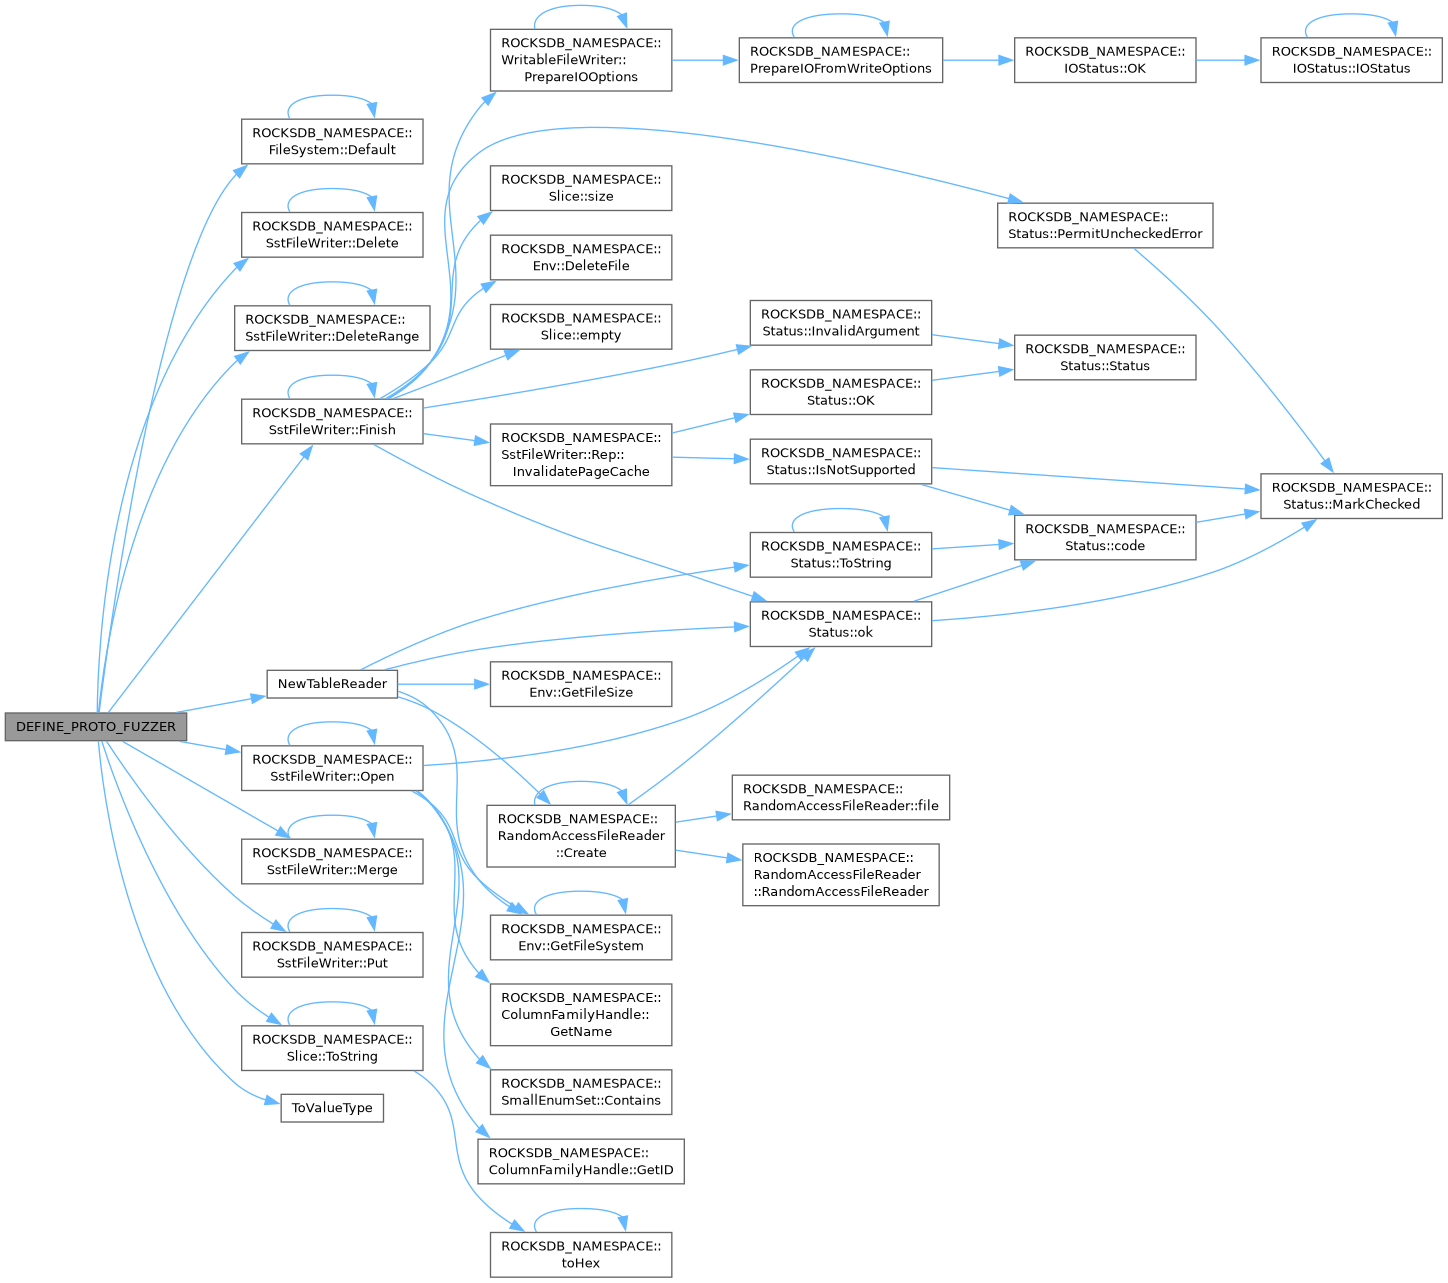 DEFINE_PROTO_FUZZER
ROCKSDB_NAMESPACE::
FileSystem::Default
ROCKSDB_NAMESPACE::
SstFileWriter::Delete
ROCKSDB_NAMESPACE::
SstFileWriter::DeleteRange
ROCKSDB_NAMESPACE::
SstFileWriter::Finish
NewTableReader
ROCKSDB_NAMESPACE::
SstFileWriter::Open
ROCKSDB_NAMESPACE::
SstFileWriter::Merge
ROCKSDB_NAMESPACE::
SstFileWriter::Put
ROCKSDB_NAMESPACE::
Slice::ToString
ToValueType
ROCKSDB_NAMESPACE::
WritableFileWriter::
PrepareIOOptions
ROCKSDB_NAMESPACE::
Slice::size
ROCKSDB_NAMESPACE::
Env::DeleteFile
ROCKSDB_NAMESPACE::
Slice::empty
ROCKSDB_NAMESPACE::
SstFileWriter::Rep::
InvalidatePageCache
ROCKSDB_NAMESPACE::
Env::GetFileSize
ROCKSDB_NAMESPACE::
RandomAccessFileReader
::Create
ROCKSDB_NAMESPACE::
Env::GetFileSystem
ROCKSDB_NAMESPACE::
ColumnFamilyHandle::
GetName
ROCKSDB_NAMESPACE::
SmallEnumSet::Contains
ROCKSDB_NAMESPACE::
ColumnFamilyHandle::GetID
ROCKSDB_NAMESPACE::
toHex
ROCKSDB_NAMESPACE::
PrepareIOFromWriteOptions
ROCKSDB_NAMESPACE::
Status::InvalidArgument
ROCKSDB_NAMESPACE::
Status::OK
ROCKSDB_NAMESPACE::
Status::IsNotSupported
ROCKSDB_NAMESPACE::
Status::ToString
ROCKSDB_NAMESPACE::
Status::ok
ROCKSDB_NAMESPACE::
RandomAccessFileReader::file
ROCKSDB_NAMESPACE::
RandomAccessFileReader
::RandomAccessFileReader
ROCKSDB_NAMESPACE::
IOStatus::OK
ROCKSDB_NAMESPACE::
Status::PermitUncheckedError
ROCKSDB_NAMESPACE::
Status::Status
ROCKSDB_NAMESPACE::
Status::code
ROCKSDB_NAMESPACE::
IOStatus::IOStatus
ROCKSDB_NAMESPACE::
Status::MarkChecked